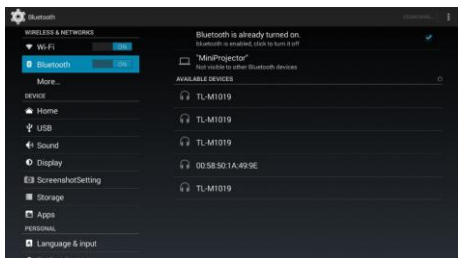 Bluetooth
WIRELESS & NETWORKS
Wi-Fi ON
Bluetooth ON
More...
DEVICE
Home
USB
Sound
Display
ScreenshotSetting
Storage
Apps
PERSONAL
Language & input
Bluetooth is already turned on.
bluetooth is enabled, click to turn it off
"MiniProjector"
Not visible to other Bluetooth devices
AVAILABLE DEVICES
TL-M1019
TL-M1019
TL-M1019
00:58:50:1A:49:9E
TL-M1019